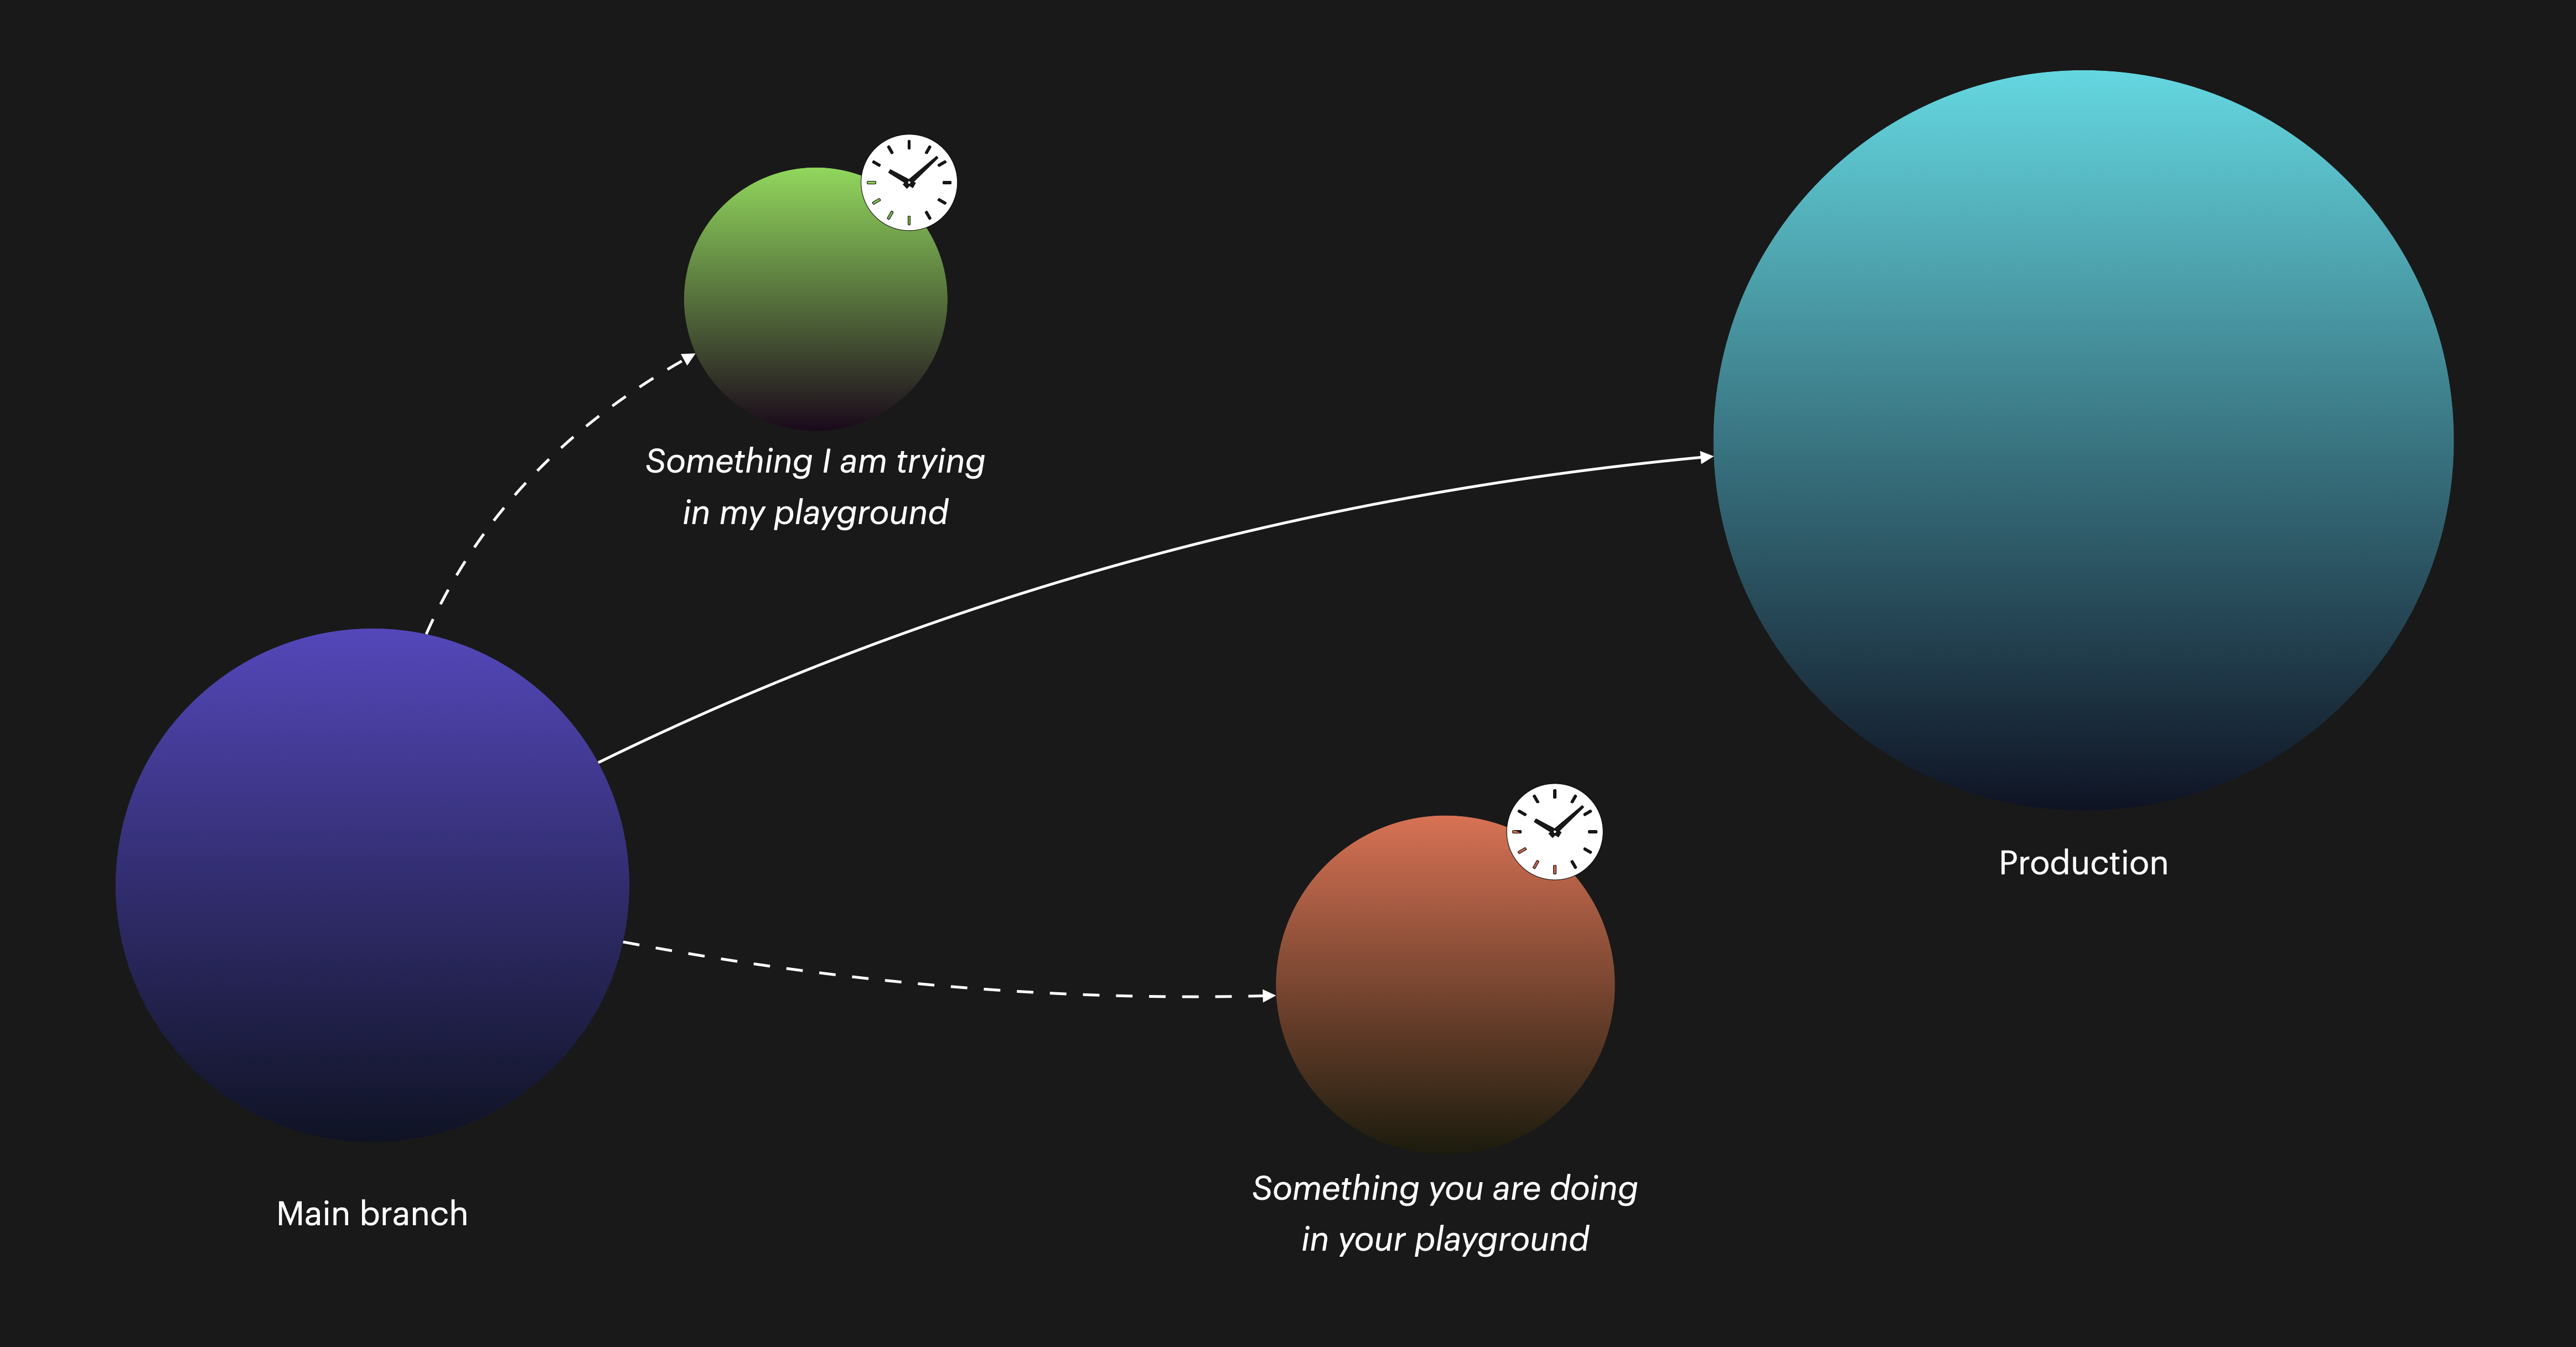 Something I am trying
in my playground
Production
Main branch
Something you are doing
in your playground